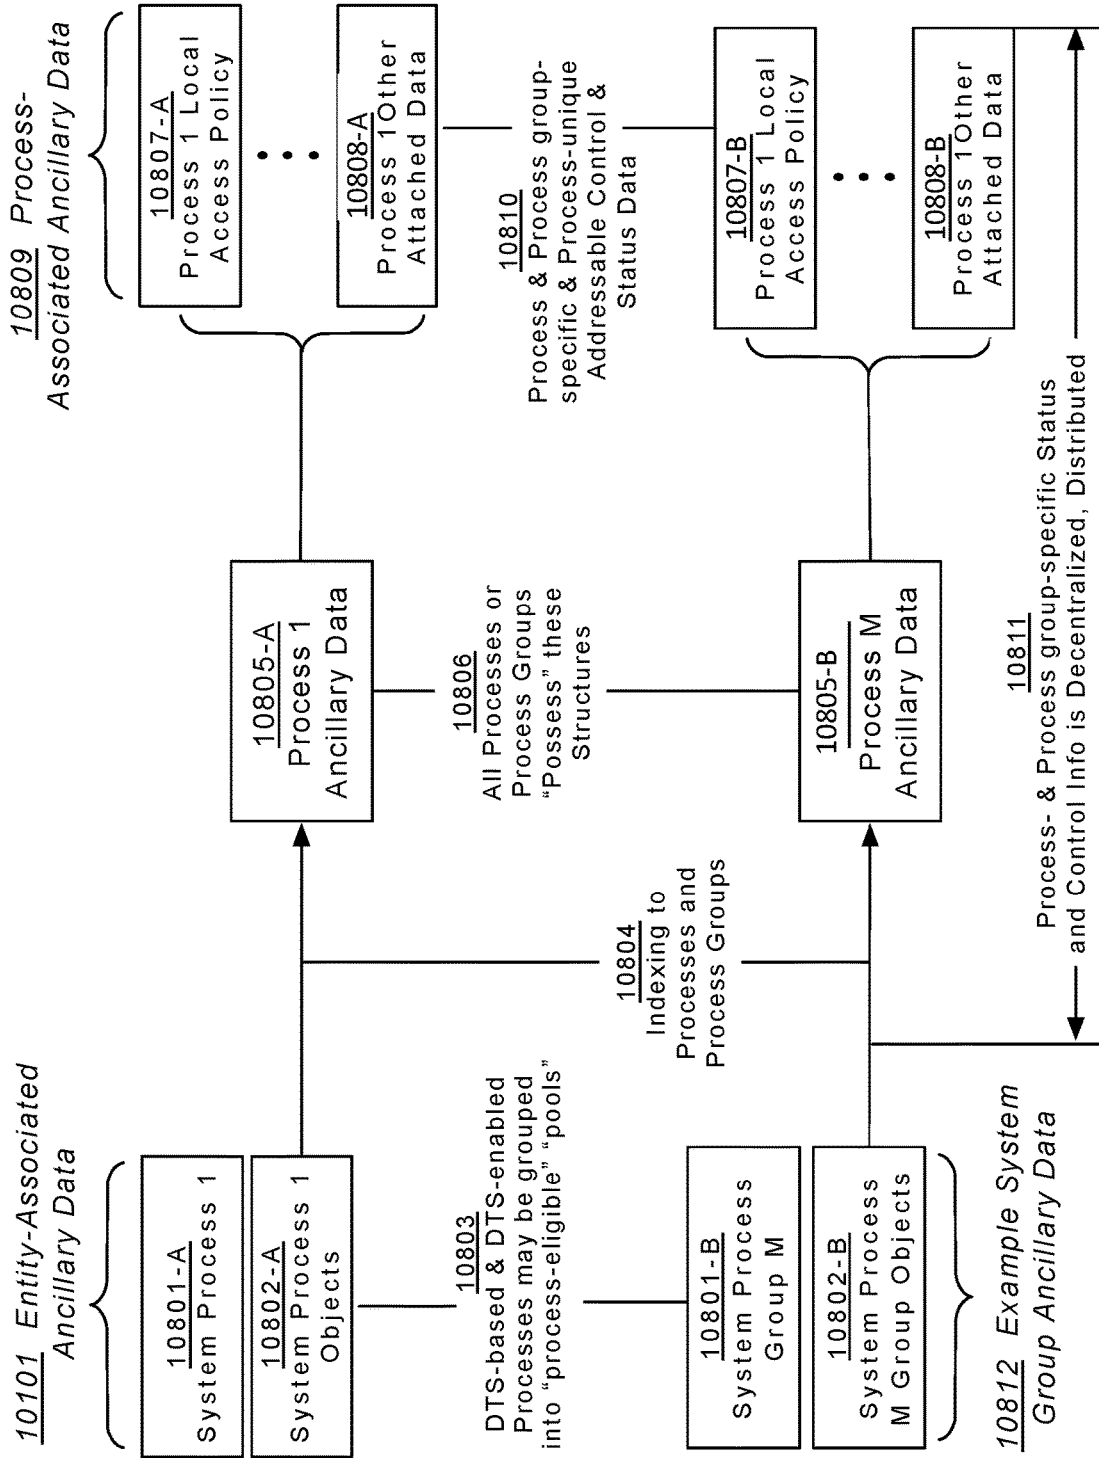 10101 Entity-Associated
Ancillary Data
10801-A
System Process 1
10802-A
System Process 1
Objects
10803
DTS-based & DTS-enabled
Processes may be grouped
into “process-eligible” “pools”
10801-B
System Process
Group M
10802-B
System Process
M Group Objects
10812 Example System
Group Ancillary Data
10804
Indexing to
Processes and
Process Groups
10805-A
Process 1
Ancillary Data
10806
All Processes or
Process Groups
“Possess” these
Structures
10805-B
Process M
Ancillary Data
10811
Process- & Process group-specific Status
and Control Info is Decentralized, Distributed
10809 Process-
Associated Ancillary Data
10807-A
Process 1 Local
Access Policy
10808-A
Process 1Other
Attached Data
10810
Process & Process group-
specific & Process-unique
Addressable Control &
Status Data
10807-B
Process 1 Local
Access Policy
10808-B
Process 1Other
Attached Data